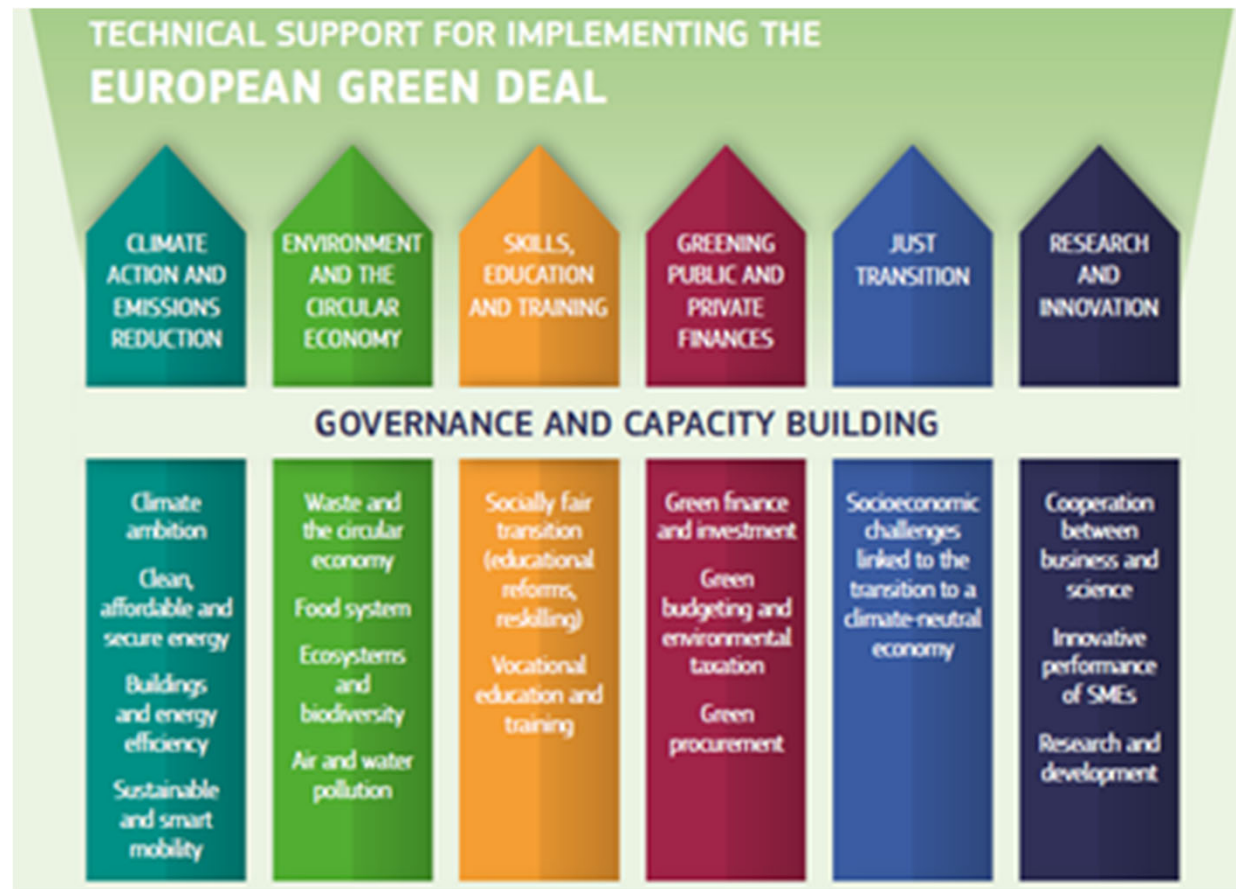 TECHNICAL SUPPORT FOR IMPLEMENTING THE
EUROPEAN GREEN DEAL
CLIMATE
ACTION AND
EMISSIONS
REDUCTION
ENVIRONMENT
AND THE
CIRCULAR
ECONOMY
SKILLS,
EDUCATION
AND TRAINING
GREENING
PUBLIC AND
PRIVATE
FINANCES
JUST
TRANSITION
RESEARCH
AND
INNOVATION
GOVERNANCE AND CAPACITY BUILDING
Climate
ambition
Clean,
affordable and
secure energy
Buildings
and energy
efficiency
Sustainable
and smart
mobility
Waste and
the circular
economy
Food system
Ecosystems
and
biodiversity
Air and water
pollution
Socially fair
transition
(educational
reforms,
reskilling)
Vocational
education and
training
Green finance
and investment
Green
budgeting and
environmental
taxation
Green
procurement
Socioeconomic
challenges
linked to the
transition to a
climate-neutral
economy
Cooperation
between
business and
science
Innovative
performance
of SMEs
Research and
development